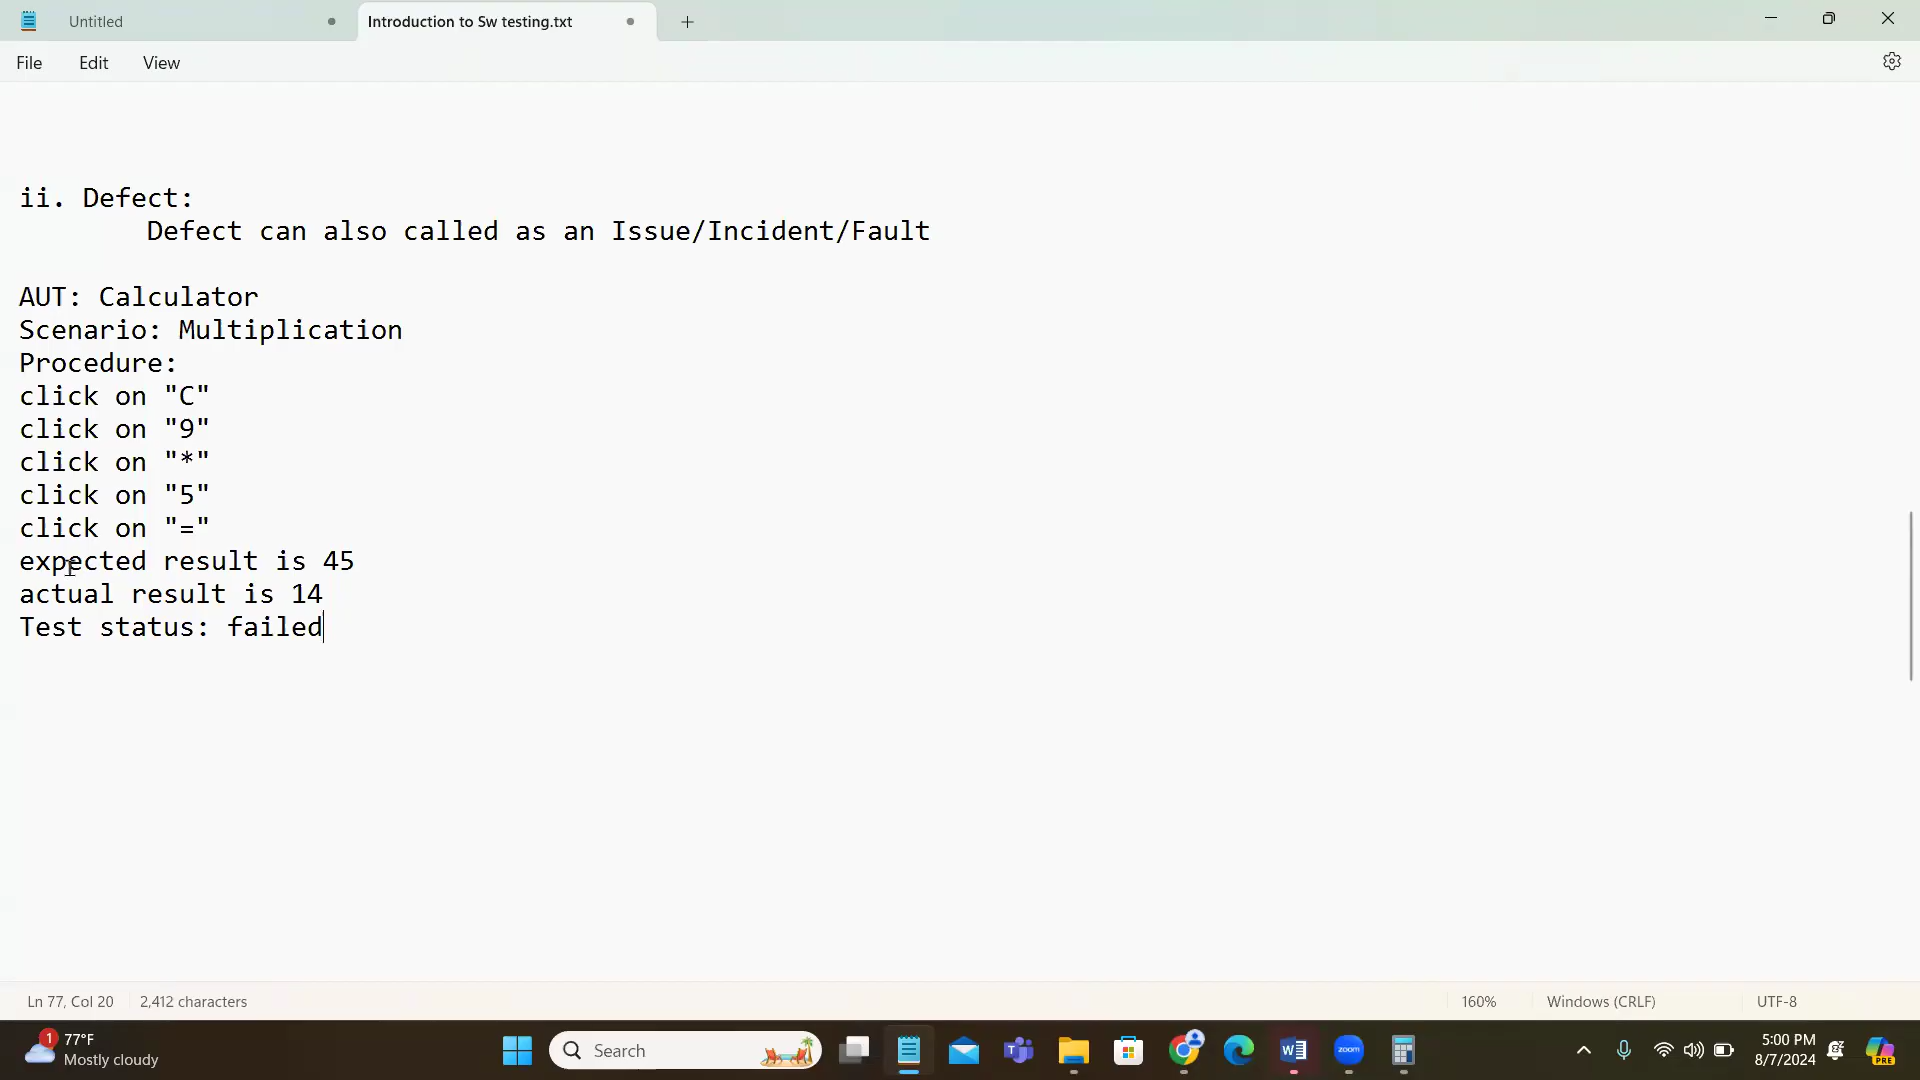 Untitled
Introduction to Sw testing.txt
File Edit View
ii. Defect:
Defect can also called as an Issue/Incident/Fault
AUT: Calculator
Scenario: Multiplication
Procedure:
click on "C"
click on "9"
click on "*"
click on "5"
click on "="
expected result is 45
actual result is 14
Test status: failed
Ln 77, Col 20 2,412 characters 160% Windows (CRLF) UTF-8
1 77°F
Mostly cloudy
Search
zoom
5:00 PM
8/7/2024
PRE